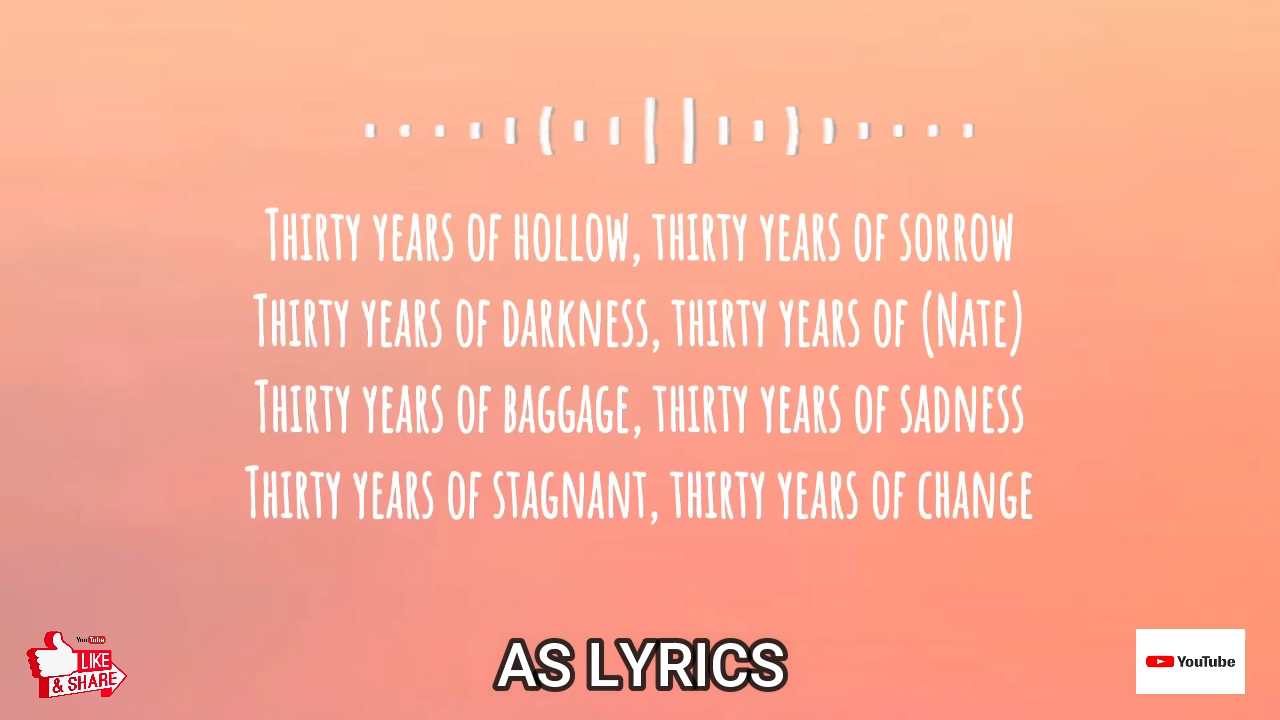 Thirty years of hollow, thirty years of sorrow
Thirty years of darkness, thirty years of (Nate)
Thirty years of baggage, thirty years of sadness
Thirty years of stagnant, thirty years of change
YouTube
LIKE
& SHARE
AS LYRICS
YouTube